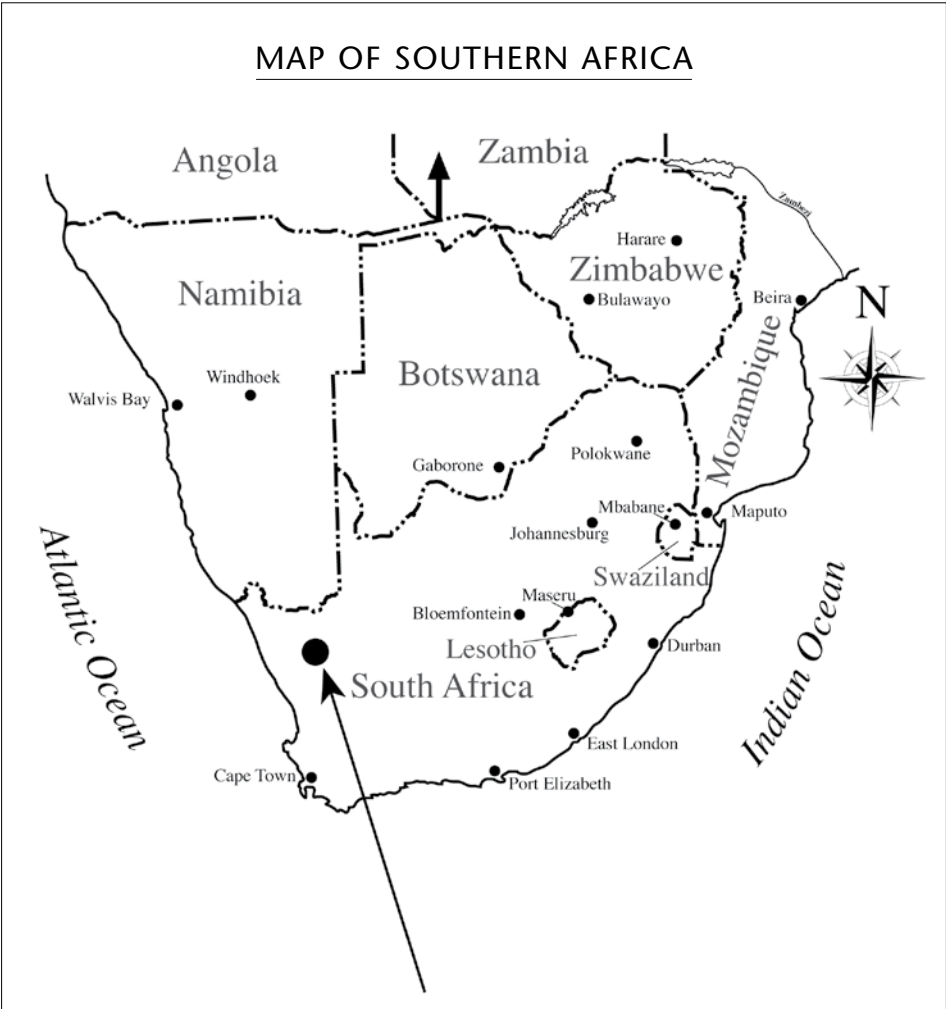 MAP OF SOUTHERN AFRICA
Angola
Zambia
Zambezi
Harare
Zimbabwe
Namibia
Bulawayo
Beira
N
Botswana
Windhoek
Walvis Bay
Mozambique
Polokwane
Gaborone
Mbabane
Maputo
Johannesburg
Swaziland
Maseru
Bloemfontein
Lesotho
Durban
Atlantic Ocean
Indian Ocean
South Africa
East London
Cape Town
Port Elizabeth